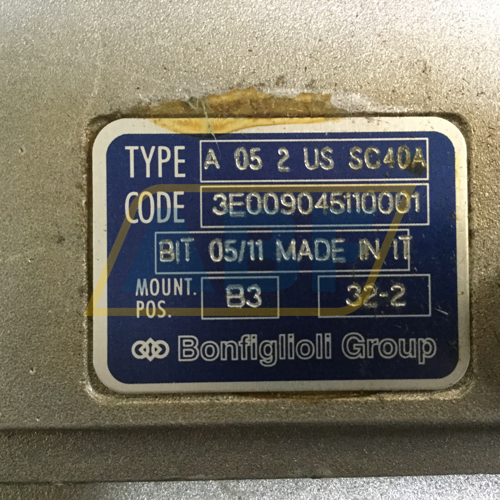 TYPE A 05 2 US SC40A
CODE 3E009045110001
BIT 05/11 MADE IN IT
MOUNT. POS. B3 32-2
Bonfiglioli Group